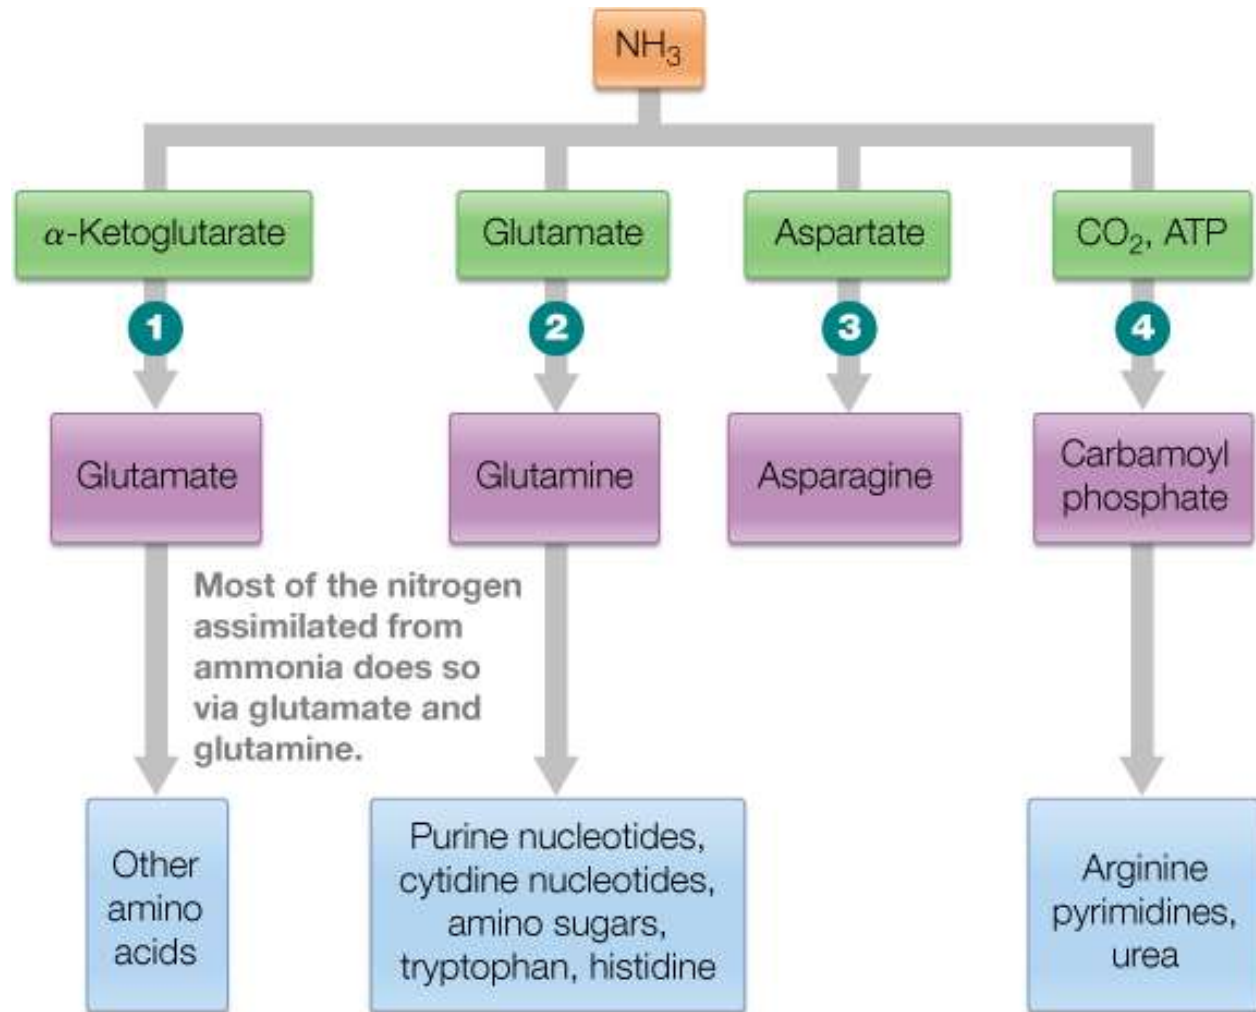 NH₃
α-Ketoglutarate
Glutamate
Aspartate
CO₂, ATP
1
2
3
4
Glutamate
Glutamine
Asparagine
Carbamoyl
phosphate
Most of the nitrogen
assimilated from
ammonia does so
via glutamate and
glutamine.
Other
amino
acids
Purine nucleotides,
cytidine nucleotides,
amino sugars,
tryptophan, histidine
Arginine
pyrimidines,
urea